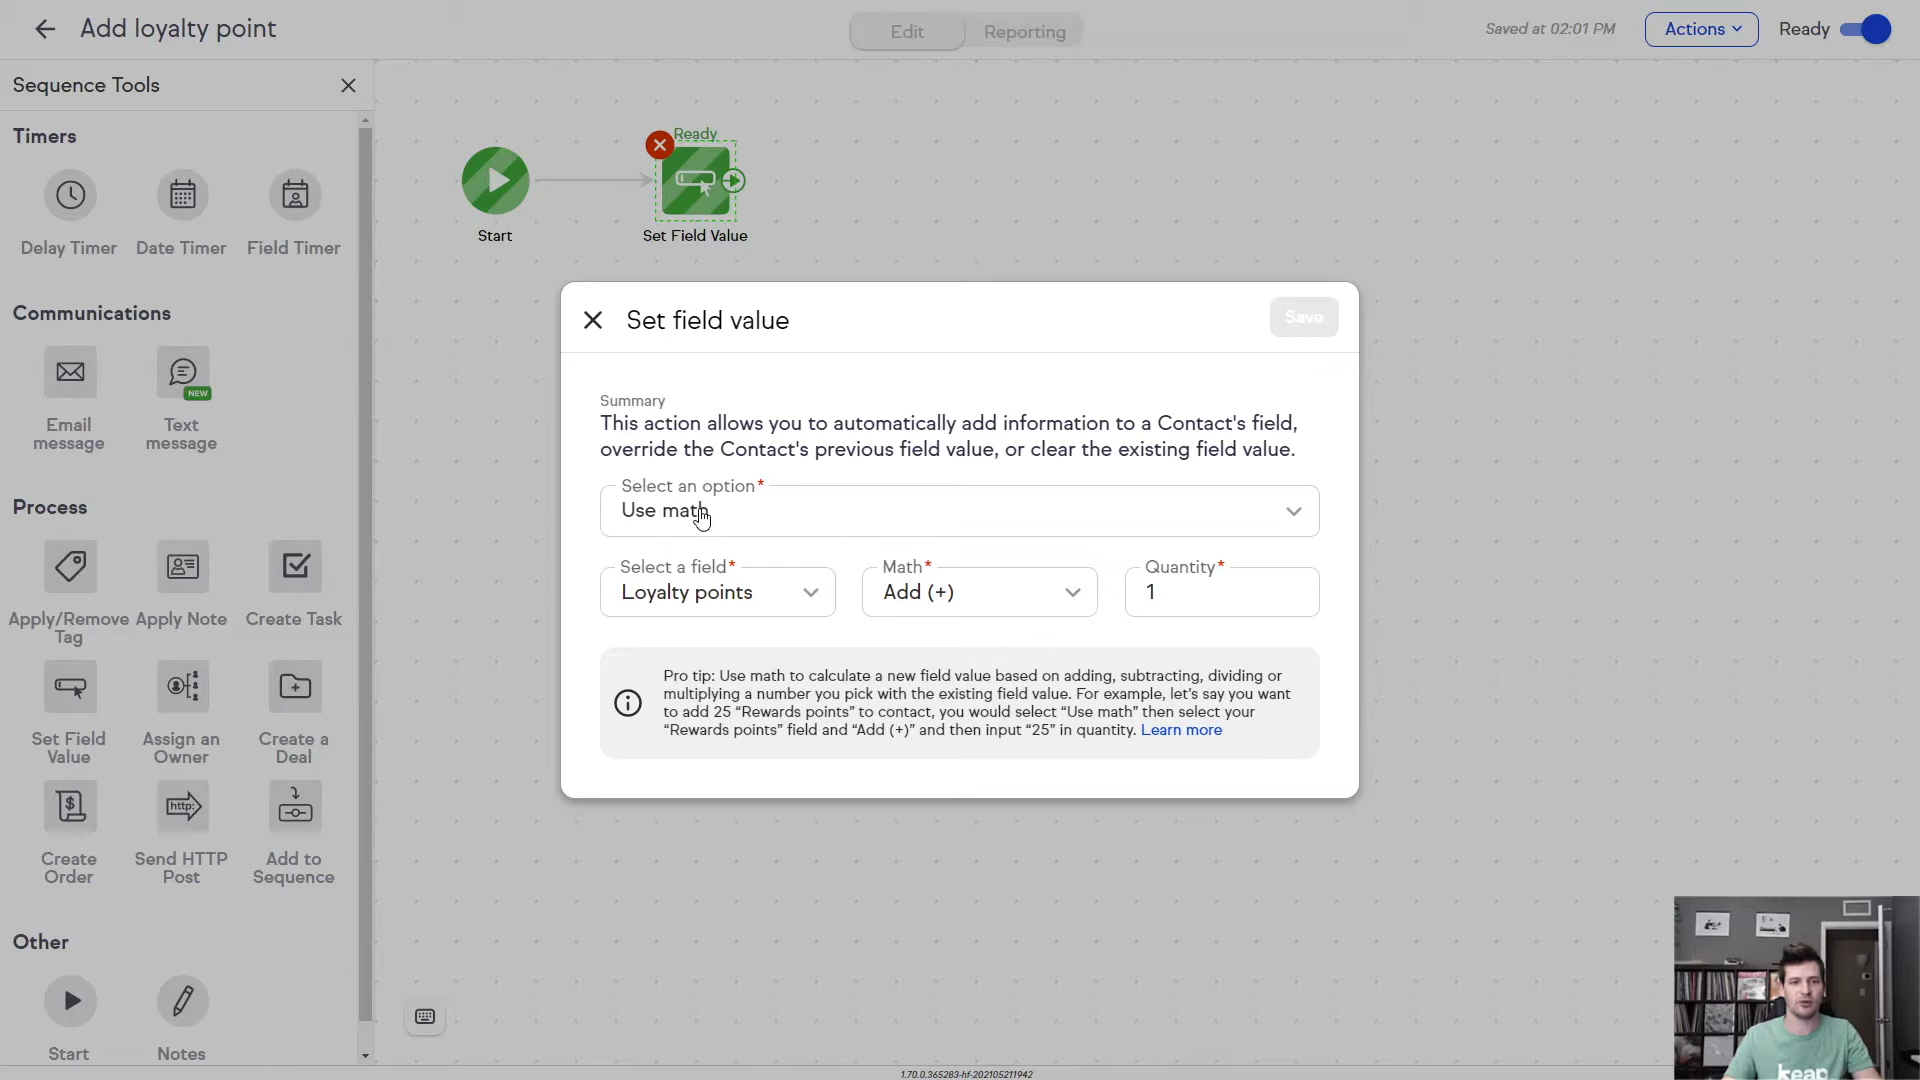 Add loyalty point
Edit
Reporting
Saved at 02:01 PM
Actions
Ready
Sequence Tools
Timers
Delay Timer
Date Timer
Field Timer
Communications
NEW
Email
message
Text
message
Process
Apply/Remove
Tag
Apply Note
Create Task
Set Field
Value
Assign an
Owner
Create a
Deal
http:
Create
Order
Send HTTP
Post
Add to
Sequence
Other
Start
Notes
Ready
Start
Set Field Value
Set field value
Save
Summary
This action allows you to automatically add information to a Contact's field,
override the Contact's previous field value, or clear the existing field value.
Select an option*
Use math
Select a field*
Loyalty points
Math*
Add (+)
Quantity*
1
Pro tip: Use math to calculate a new field value based on adding, subtracting, dividing or
multiplying a number you pick with the existing field value. For example, let's say you want
to add 25 “Rewards points” to contact, you would select “Use math” then select your
“Rewards points” field and “Add (+)” and then input “25” in quantity. Learn more
1.70.0.365283-hf-202105211942
keap